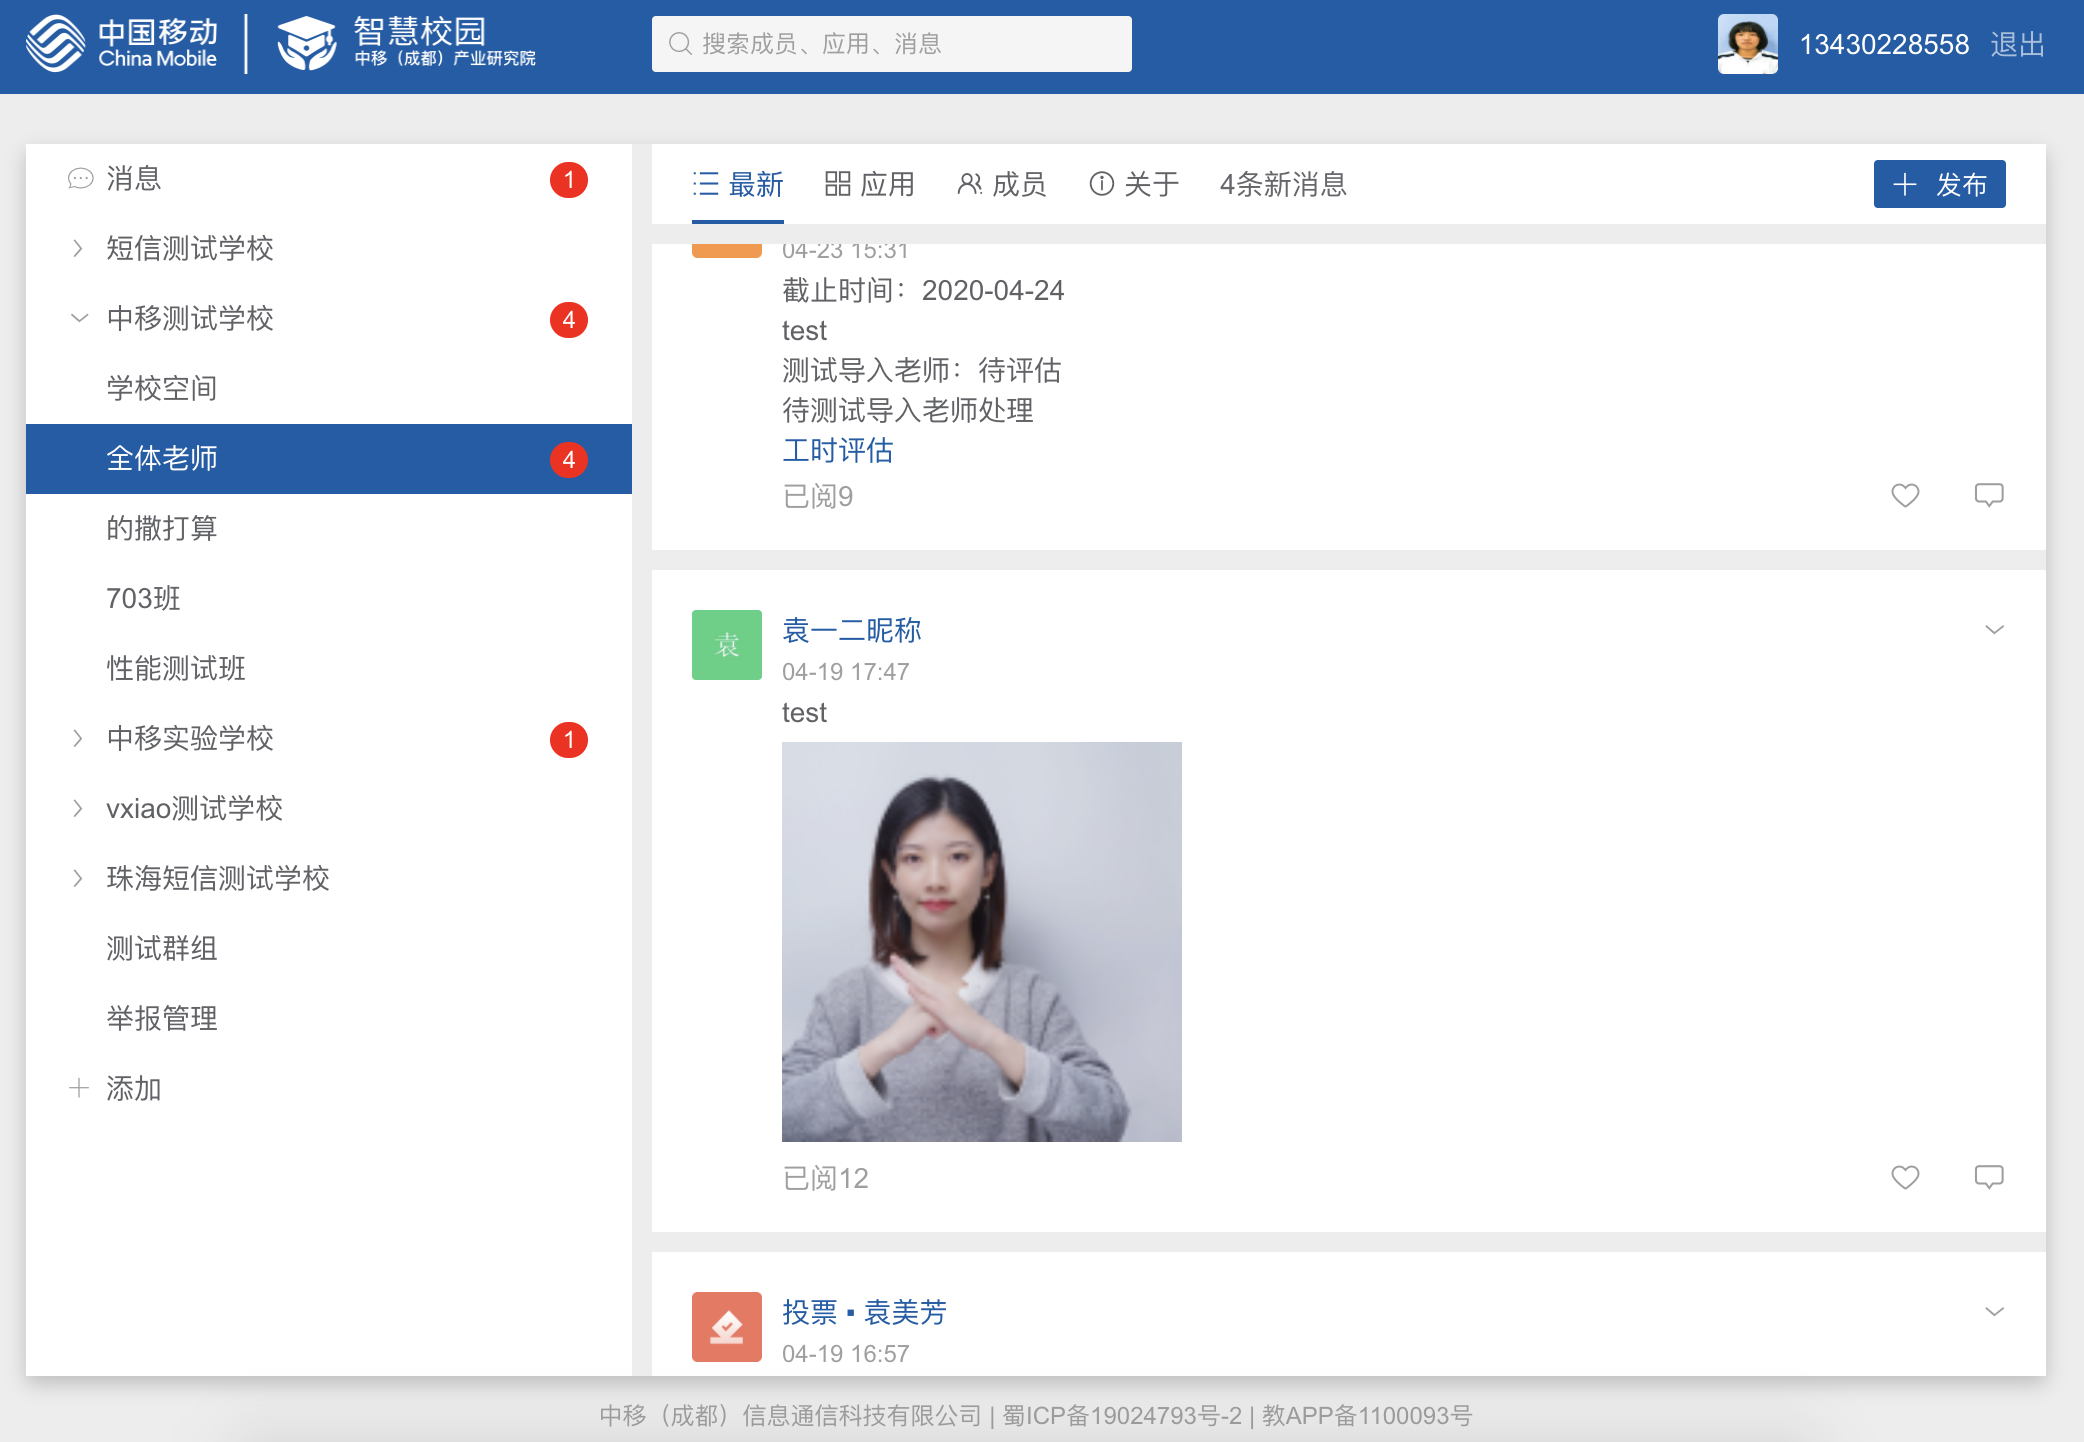 中国移动
China Mobile
智慧校园
中移（成都）产业研究院
搜索成员、应用、消息
13430228558 退出
消息 1
短信测试学校
中移测试学校 4
学校空间
全体老师 4
的撒打算
703班
性能测试班
中移实验学校 1
vxiao测试学校
珠海短信测试学校
测试群组
举报管理
添加
最新 应用 成员 关于 4条新消息 发布
04-23 15:31
截止时间：2020-04-24
test
测试导入老师：待评估
待测试导入老师处理
工时评估
已阅9
袁
袁一二昵称
04-19 17:47
test
已阅12
投票▪袁美芳
04-19 16:57
中移（成都）信息通信科技有限公司 | 蜀ICP备19024793号-2 | 教APP备1100093号